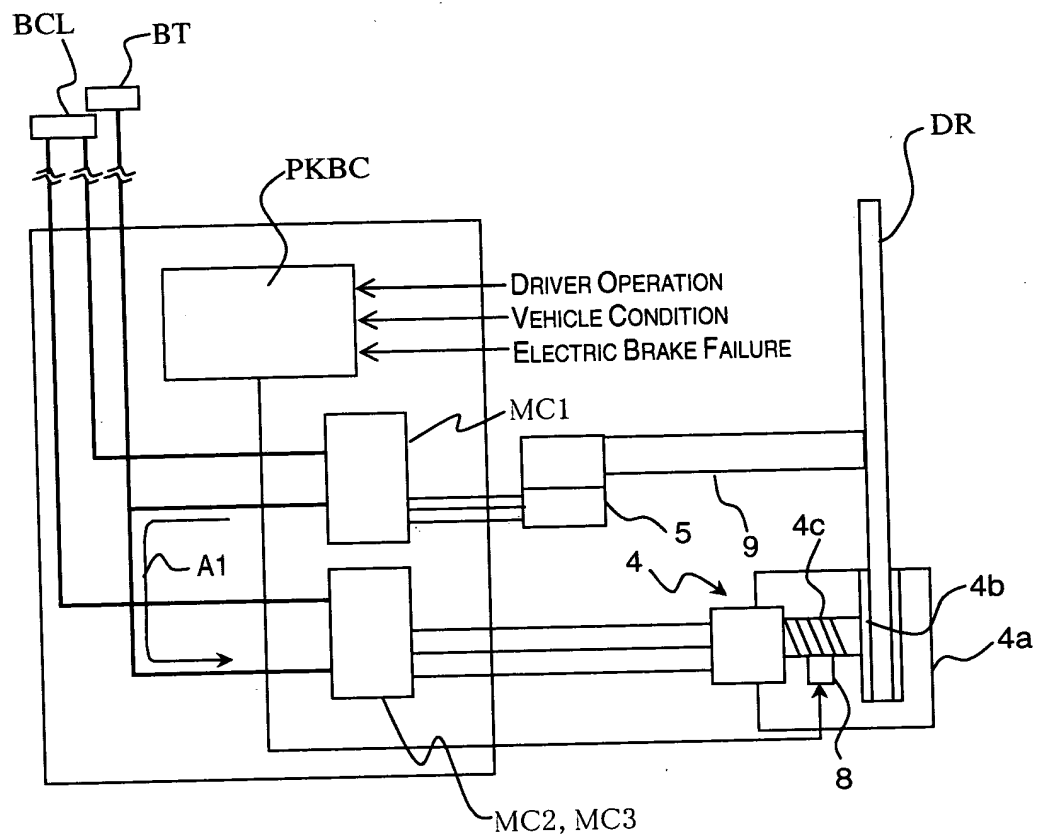 BCL
BT
DR
PKBC
DRIVER OPERATION
VEHICLE CONDITION
ELECTRIC BRAKE FAILURE
MC1
5
9
4c
4
A1
4b
4a
8
MC2, MC3